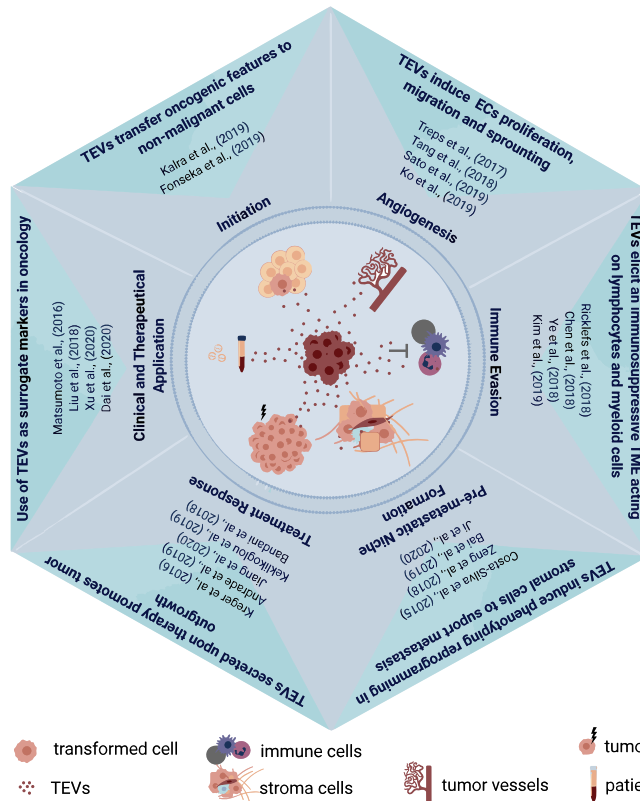 TEVs transfer oncogenic features to
non-malignant cells
Kalra et al., (2019)
Fonseka et al., (2019)
Initiation
TEVs induce ECs proliferation,
migration and sprounting
Treps et al., (2017)
Tang et al., (2018)
Sato et al., (2019)
Ko et al., (2019)
Angiogenesis
TEVs elicit an immunosuppressive TME acting
on lymphocytes and myeloid cells
Ricklefs et al., (2018)
Chen et al., (2018)
Ye et al., (2018)
Kim et al., (2019)
Immune Evasion
TEVs induce phenotyping reprogramming in
stromal cells to suport metastasis
Costa-Silva et al., (2015)
Zeng et al., (2018)
Bai et al., (2019)
Ji et al., (2020)
Pré-metastatic Niche
Formation
TEVs secreted upon therapy promotes tumor
outgrowth
Kreger et al., (2016)
Andrade et al., (2019)
Jiang et al., (2020)
Keklikoglou et al., (2019)
Bandari et al., (2018)
Treatment Response
Use of TEVs as surrogate markers in oncology
Matsumoto et al., (2016)
Liu et al., (2018)
Xu et al., (2020)
Dai et al., (2020)
Clinical and Therapeutical
Application
transformed cell
immune cells
tumo
TEVs
stroma cells
tumor vessels
patie